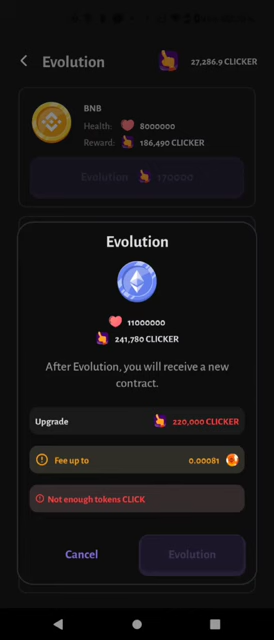 Evolution
27,286.9 CLICKER
BNB
Health: 8000000
Reward: 186,490 CLICKER
Evolution 170000
Evolution
11000000
241,780 CLICKER
After Evolution, you will receive a new
contract.
Upgrade 220,000 CLICKER
Fee up to 0.00081
Not enough tokens CLICK
Cancel
Evolution